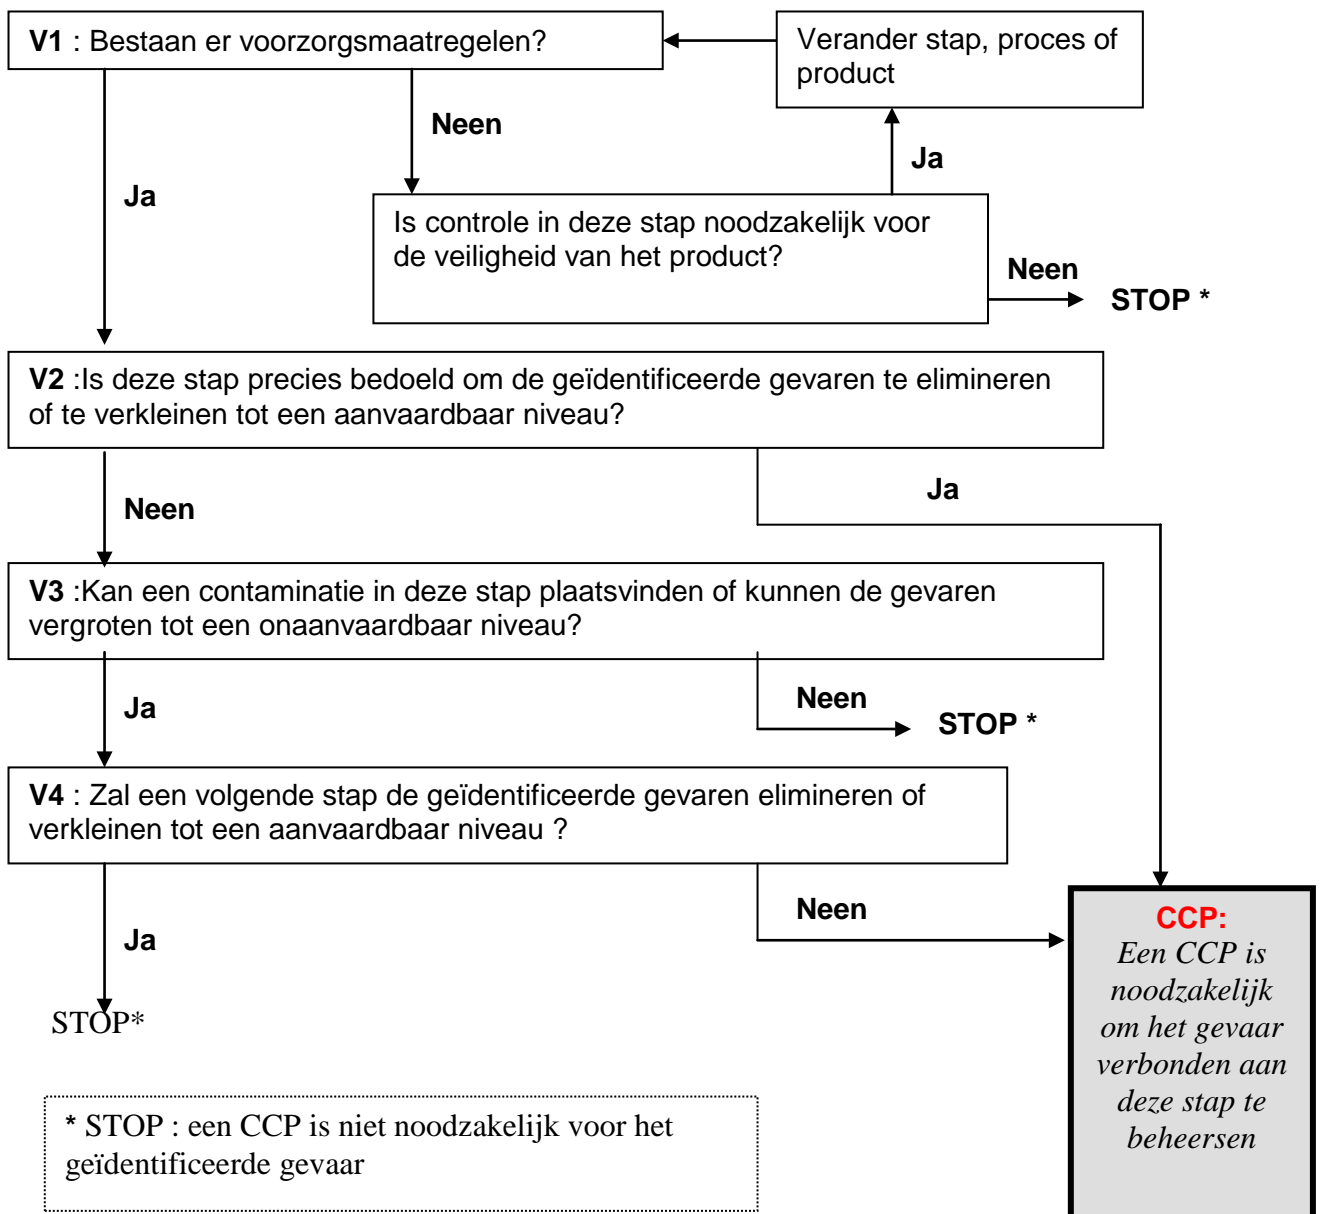 V1 : Bestaan er voorzorgsmaatregelen?
Verander stap, proces of
product
Neen
Ja
Ja
Is controle in deze stap noodzakelijk voor
de veiligheid van het product?
Neen
STOP *
V2 :Is deze stap precies bedoeld om de geïdentificeerde gevaren te elimineren
of te verkleinen tot een aanvaardbaar niveau?
Ja
Neen
V3 :Kan een contaminatie in deze stap plaatsvinden of kunnen de gevaren
vergroten tot een onaanvaardbaar niveau?
Neen
Ja
STOP *
V4 : Zal een volgende stap de geïdentificeerde gevaren elimineren of
verkleinen tot een aanvaardbaar niveau ?
Neen
Ja
CCP:
Een CCP is
noodzakelijk
om het gevaar
verbonden aan
deze stap te
beheersen
STOP*
* STOP : een CCP is niet noodzakelijk voor het
geïdentificeerde gevaar